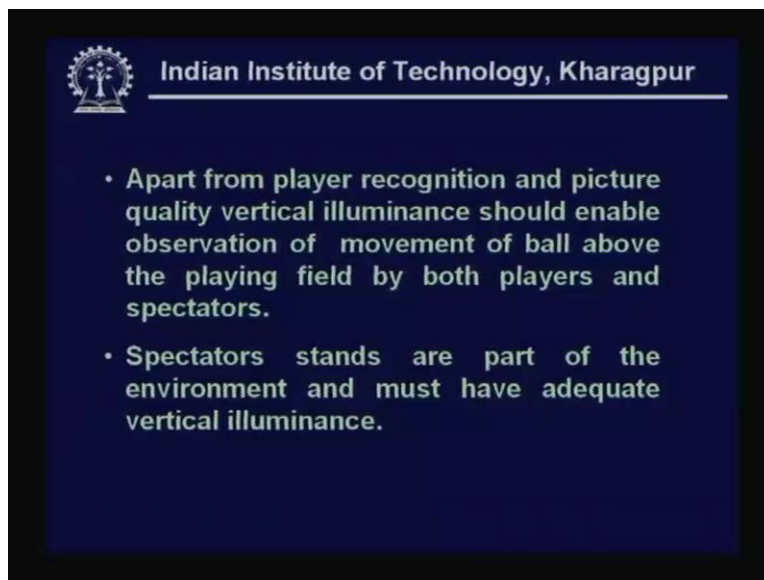 Indian Institute of Technology, Kharagpur
• Apart from player recognition and picture
quality vertical illuminance should enable
observation of movement of ball above
the playing field by both players and
spectators.
• Spectators stands are part of the
environment and must have adequate
vertical illuminance.